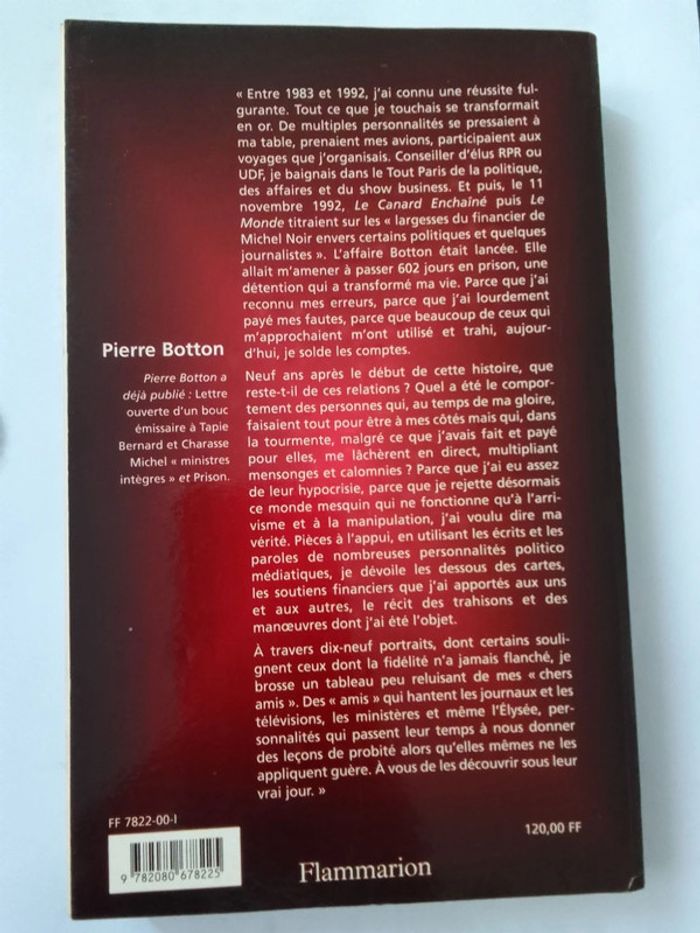 « Entre 1983 et 1992, j'ai connu une réussite ful-
gurante. Tout ce que je touchais se transformait
en or. De multiples personnalités se pressaient à
ma table, prenaient mes avions, participaient aux
voyages que j'organisais. Conseiller d'élus RPR ou
UDF, je baignais dans le Tout Paris de la politique,
des affaires et du show business. Et puis, le 11
novembre 1992, Le Canard Enchaîné puis Le
Monde titraient sur les « largesses du financier de
Michel Noir envers certains politiques et quelques
journalistes ». L'affaire Botton était lancée. Elle
allait m'amener à passer 602 jours en prison, une
détention qui a transformé ma vie. Parce que j'ai
reconnu mes erreurs, parce que j'ai lourdement
payé mes fautes, parce que beaucoup de ceux qui
m'approchaient m'ont utilisé et trahi, aujour-
d'hui, je solde les comptes.
Neuf ans après le début de cette histoire, que
reste-t-il de ces relations ? Quel a été le compor-
tement des personnes qui, au temps de ma gloire,
faisaient tout pour être à mes côtés mais qui, dans
la tourmente, malgré ce que j'avais fait et payé
pour elles, me lâchèrent en direct, multipliant
mensonges et calomnies ? Parce que j'ai eu assez
de leur hypocrisie, parce que je rejette désormais
ce monde mesquin qui ne fonctionne qu'à l'arri-
visme et à la manipulation, j'ai voulu dire ma
vérité. Pièces à l'appui, en utilisant les écrits et les
paroles de nombreuses personnalités politico
médiatiques, je dévoile les dessous des cartes,
les soutiens financiers que j'ai apportés aux uns
et aux autres, le récit des trahisons et des
manœuvres dont j'ai été l'objet.
À travers dix-neuf portraits, dont certains souli-
gnent ceux dont la fidélité n'a jamais flanché, je
brosse un tableau peu reluisant de mes « chers
amis ». Des « amis » qui hantent les journaux et les
télévisions, les ministères et même l'Élysée, per-
sonnalités qui passent leur temps à nous donner
des leçons de probité alors qu'elles mêmes ne les
appliquent guère. À vous de les découvrir sous leur
vrai jour. »
Pierre Botton
Pierre Botton a
déjà publié : Lettre
ouverte d'un bouc
émissaire à Tapie
Bernard et Charasse
Michel « ministres
intègres » et Prison.
FF 7822-00-I
120,00 FF
9 782080 678225
Flammarion